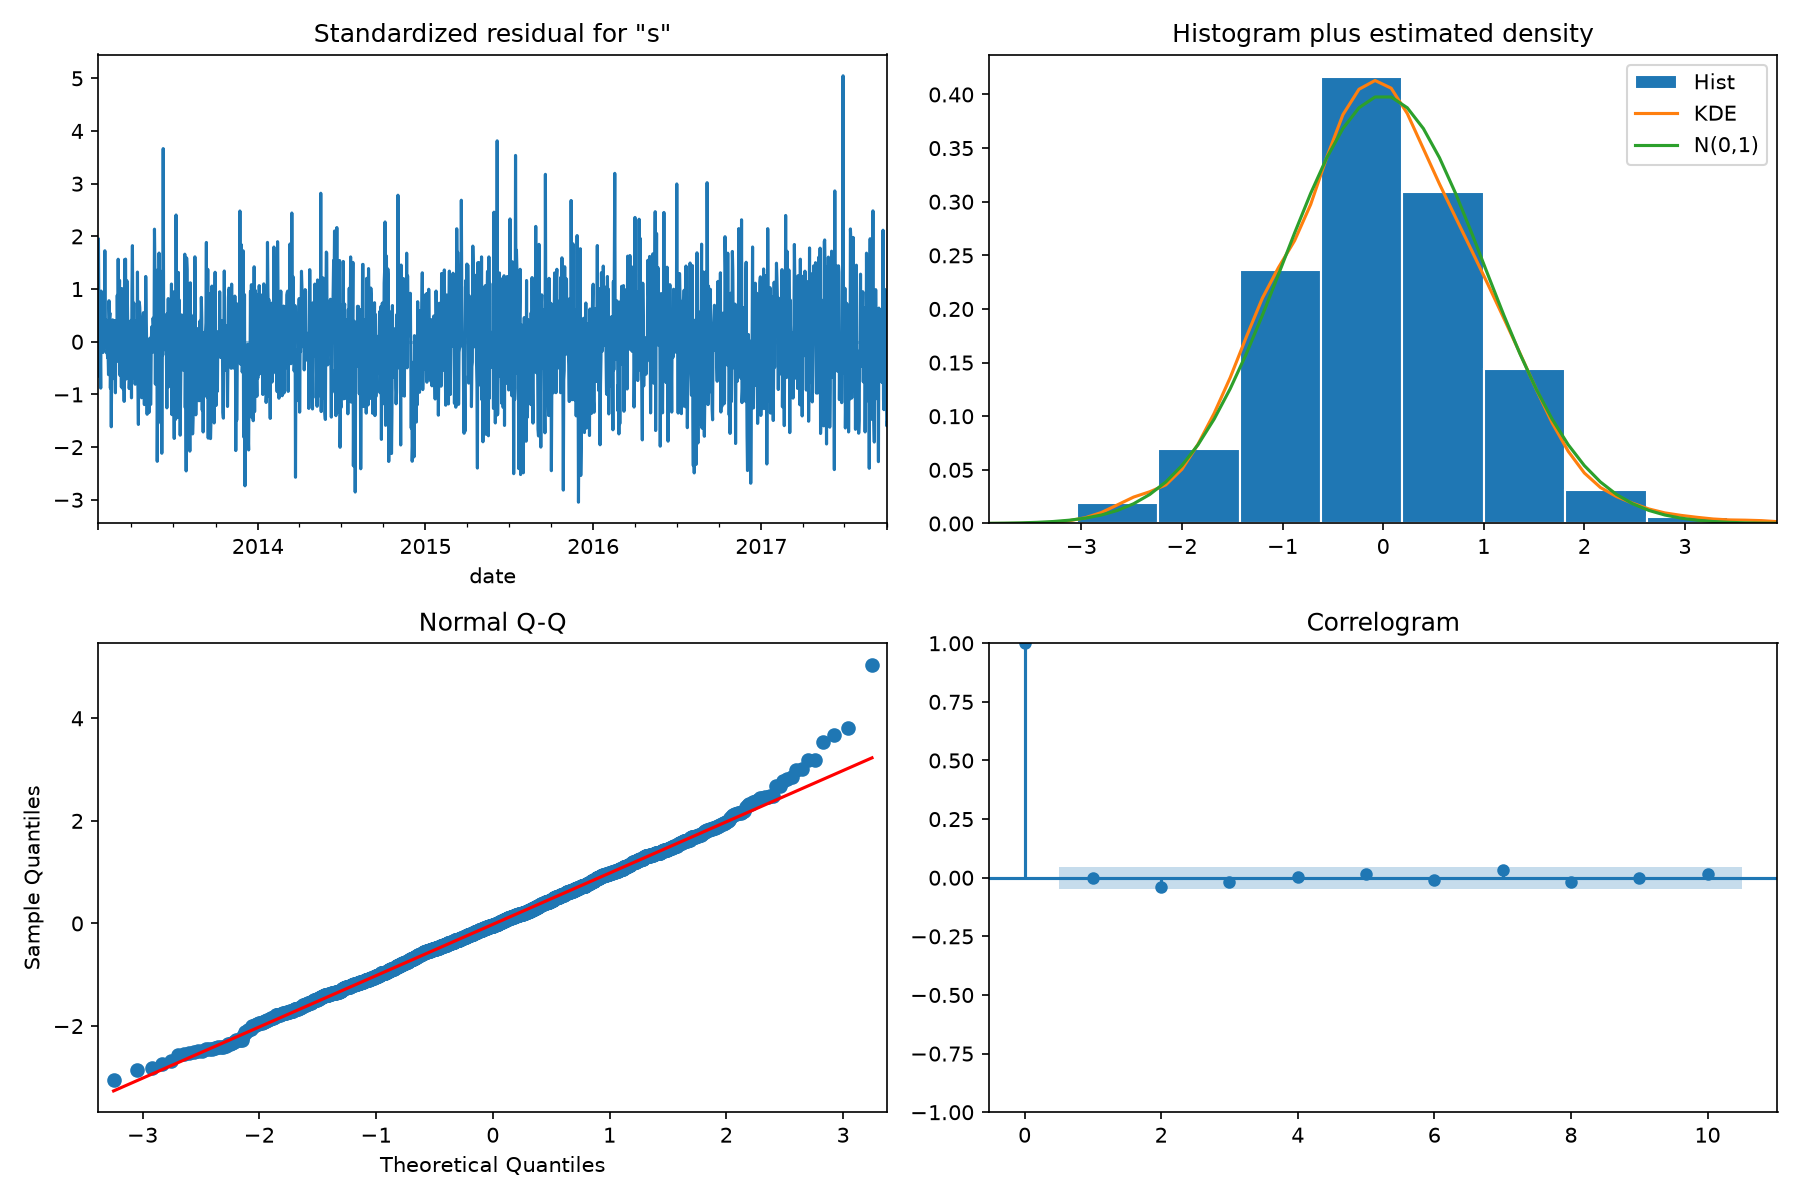 Standardized residual for "s"
5
4
3
2
1
0
−1
−2
−3
2014 2015 2016 2017
date
Histogram plus estimated density
Hist
KDE
N(0,1)
0.40
0.35
0.30
0.25
0.20
0.15
0.10
0.05
0.00
−3 −2 −1 0 1 2 3
Normal Q-Q
Sample Quantiles
4
2
0
−2
−3 −2 −1 0 1 2 3
Theoretical Quantiles
Correlogram
1.00
0.75
0.50
0.25
0.00
−0.25
−0.50
−0.75
−1.00
0 2 4 6 8 10